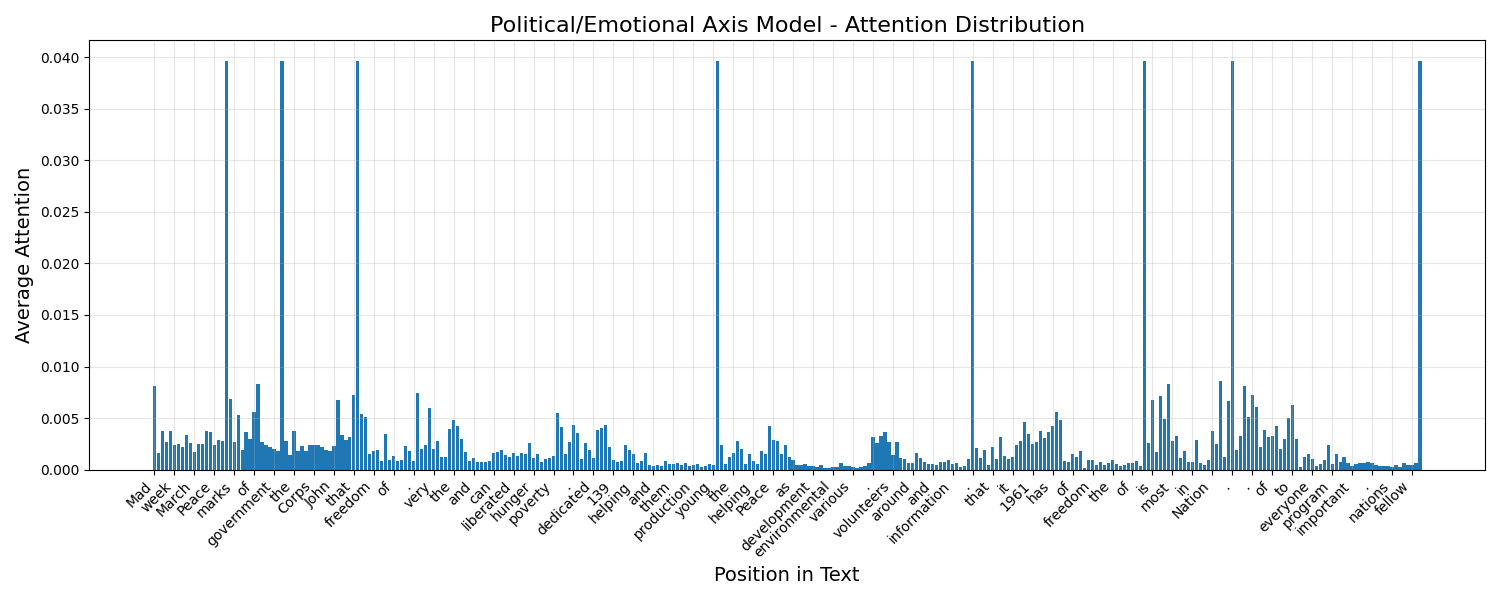 Political/Emotional Axis Model - Attention Distribution
Average Attention
0.040
0.035
0.030
0.025
0.020
0.015
0.010
0.005
0.000
Mad
week
March
Peace
marks
of
government
the
Corps
John
that
freedom
of
.
very
the
and
can
liberated
hunger
poverty
.
dedicated
139
helping
and
them
production
young
the
helping
Peace
as
development
environmental
various
.
volunteers
around
and
information
.
that
it
1961
has
of
freedom
the
of
is
most
in
Nation
.
.
of
to
everyone
program
important
.
nations
fellow
Position in Text